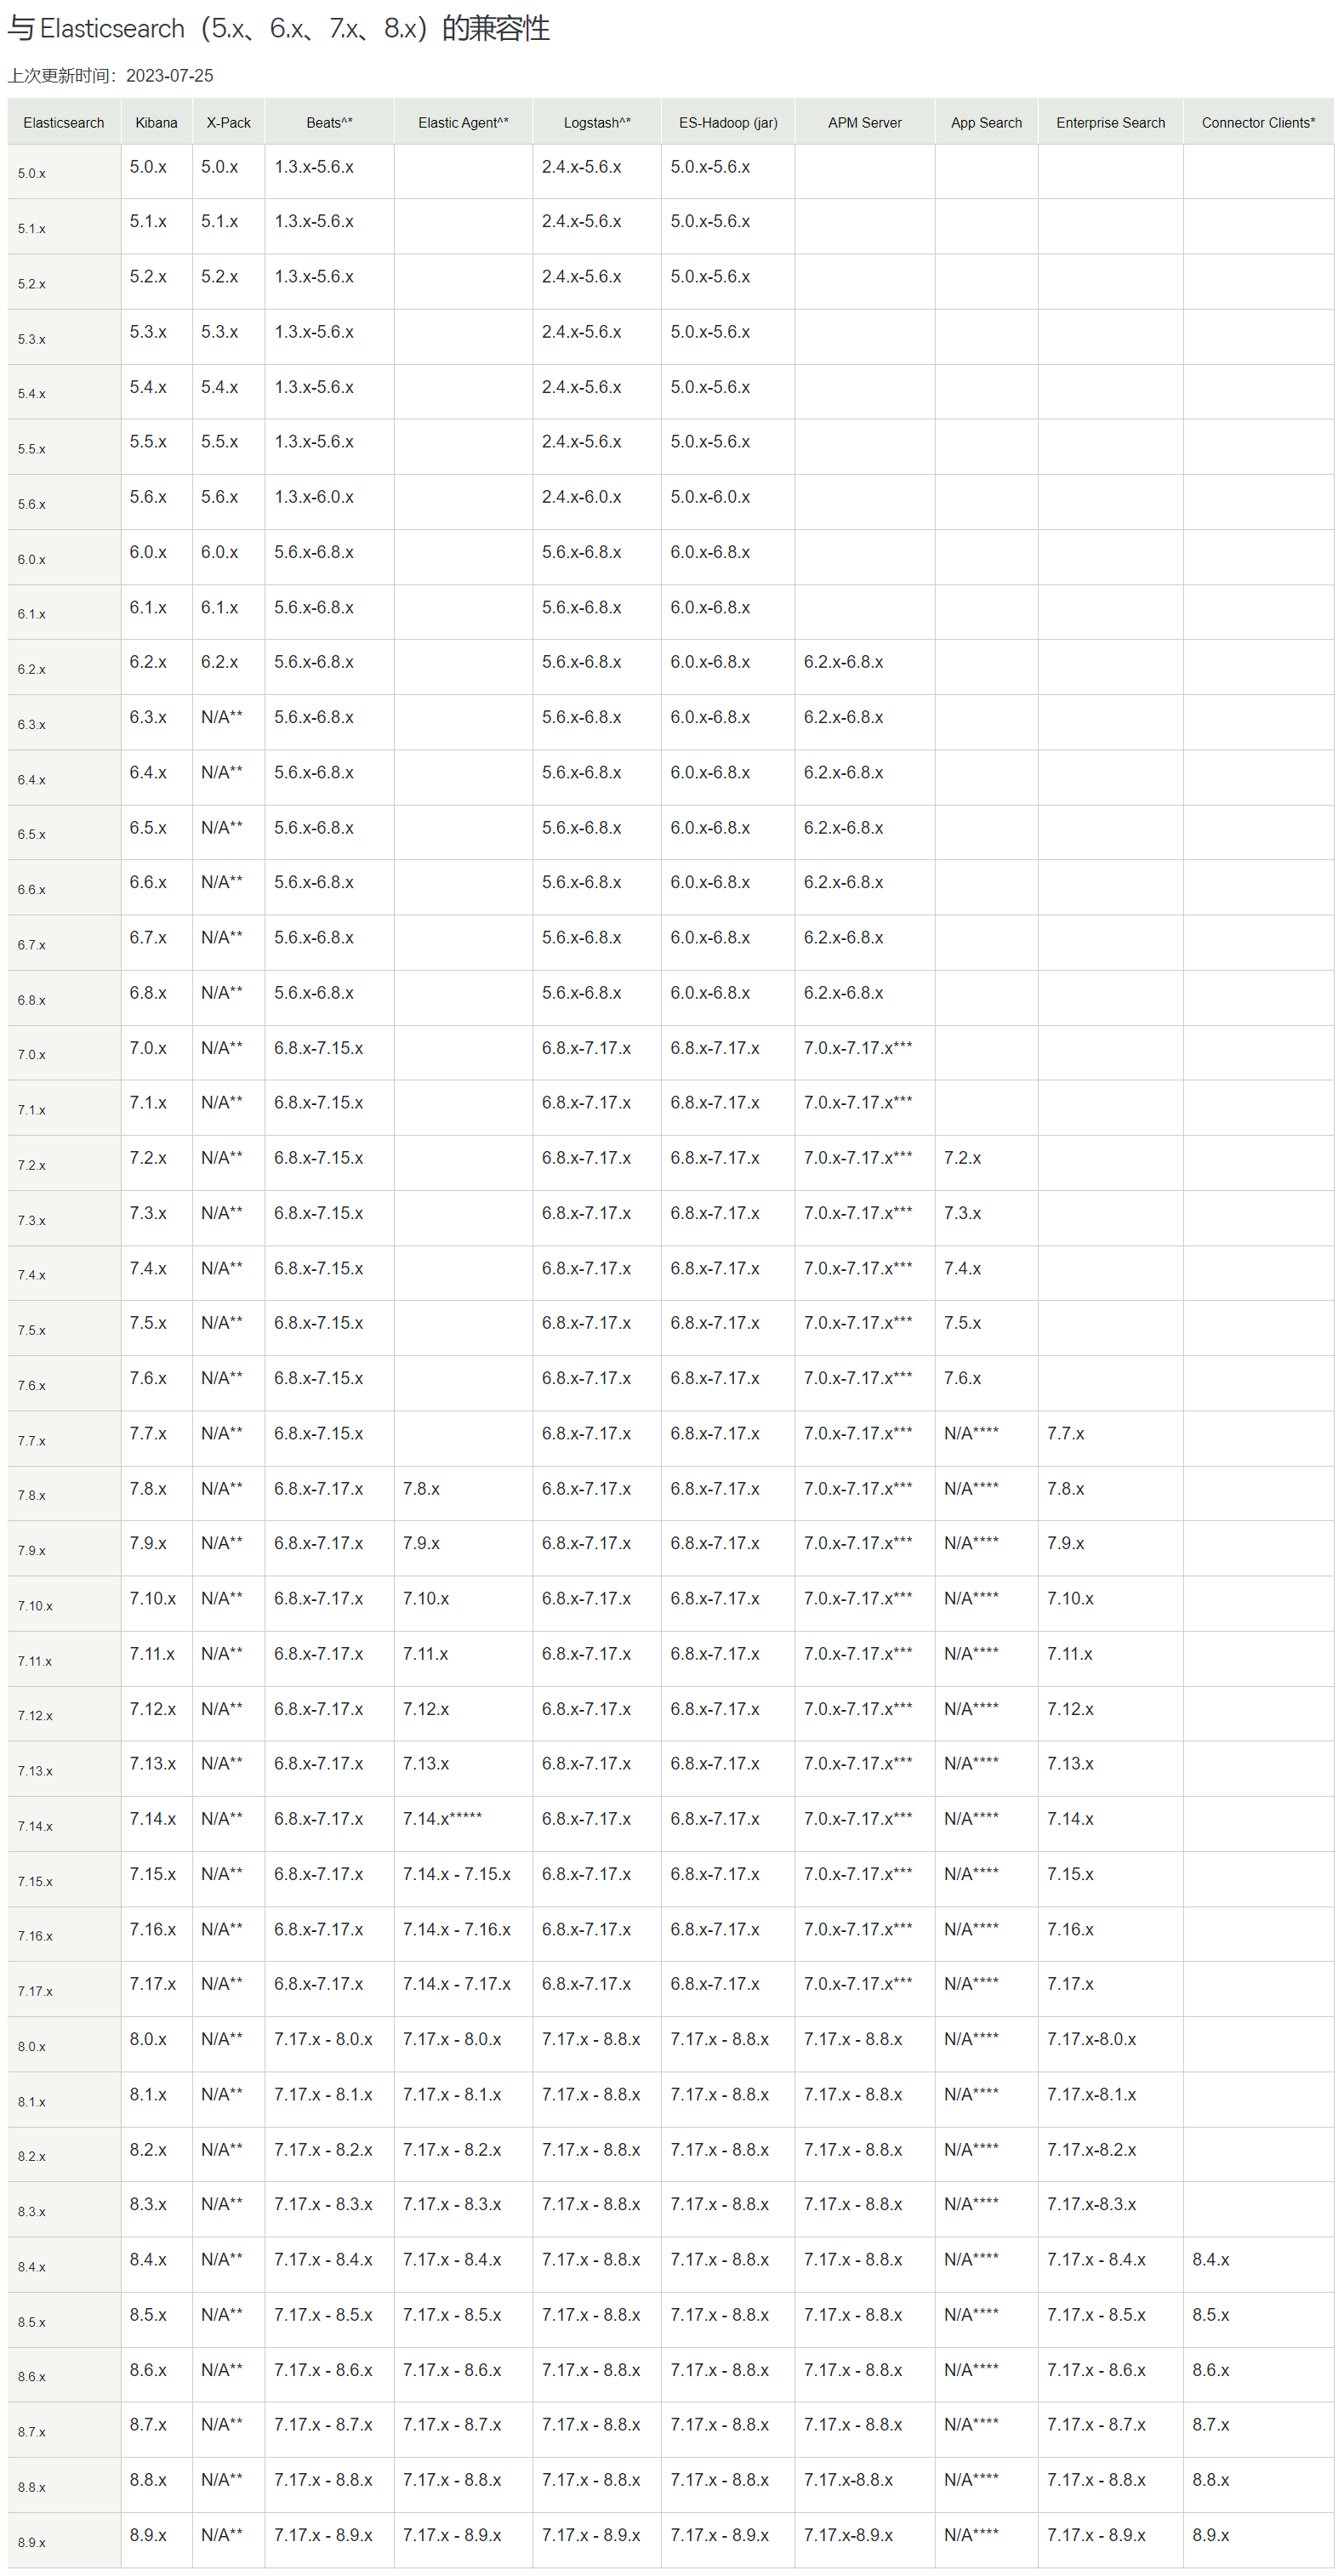 与 Elasticsearch（5.x、6.x、7.x、8.x）的兼容性
上次更新时间：2023-07-25
Elasticsearch Kibana X-Pack Beats^* Elastic Agent^* Logstash^* ES-Hadoop (jar) APM Server App Search Enterprise Search Connector Clients*
5.0.x 5.0.x 5.0.x 1.3.x-5.6.x 2.4.x-5.6.x 5.0.x-5.6.x
5.1.x 5.1.x 5.1.x 1.3.x-5.6.x 2.4.x-5.6.x 5.0.x-5.6.x
5.2.x 5.2.x 5.2.x 1.3.x-5.6.x 2.4.x-5.6.x 5.0.x-5.6.x
5.3.x 5.3.x 5.3.x 1.3.x-5.6.x 2.4.x-5.6.x 5.0.x-5.6.x
5.4.x 5.4.x 5.4.x 1.3.x-5.6.x 2.4.x-5.6.x 5.0.x-5.6.x
5.5.x 5.5.x 5.5.x 1.3.x-5.6.x 2.4.x-5.6.x 5.0.x-5.6.x
5.6.x 5.6.x 5.6.x 1.3.x-6.0.x 2.4.x-6.0.x 5.0.x-6.0.x
6.0.x 6.0.x 6.0.x 5.6.x-6.8.x 5.6.x-6.8.x 6.0.x-6.8.x
6.1.x 6.1.x 6.1.x 5.6.x-6.8.x 5.6.x-6.8.x 6.0.x-6.8.x
6.2.x 6.2.x 6.2.x 5.6.x-6.8.x 5.6.x-6.8.x 6.0.x-6.8.x 6.2.x-6.8.x
6.3.x 6.3.x N/A** 5.6.x-6.8.x 5.6.x-6.8.x 6.0.x-6.8.x 6.2.x-6.8.x
6.4.x 6.4.x N/A** 5.6.x-6.8.x 5.6.x-6.8.x 6.0.x-6.8.x 6.2.x-6.8.x
6.5.x 6.5.x N/A** 5.6.x-6.8.x 5.6.x-6.8.x 6.0.x-6.8.x 6.2.x-6.8.x
6.6.x 6.6.x N/A** 5.6.x-6.8.x 5.6.x-6.8.x 6.0.x-6.8.x 6.2.x-6.8.x
6.7.x 6.7.x N/A** 5.6.x-6.8.x 5.6.x-6.8.x 6.0.x-6.8.x 6.2.x-6.8.x
6.8.x 6.8.x N/A** 5.6.x-6.8.x 5.6.x-6.8.x 6.0.x-6.8.x 6.2.x-6.8.x
7.0.x 7.0.x N/A** 6.8.x-7.15.x 6.8.x-7.17.x 6.8.x-7.17.x 7.0.x-7.17.x***
7.1.x 7.1.x N/A** 6.8.x-7.15.x 6.8.x-7.17.x 6.8.x-7.17.x 7.0.x-7.17.x***
7.2.x 7.2.x N/A** 6.8.x-7.15.x 6.8.x-7.17.x 6.8.x-7.17.x 7.0.x-7.17.x*** 7.2.x
7.3.x 7.3.x N/A** 6.8.x-7.15.x 6.8.x-7.17.x 6.8.x-7.17.x 7.0.x-7.17.x*** 7.3.x
7.4.x 7.4.x N/A** 6.8.x-7.15.x 6.8.x-7.17.x 6.8.x-7.17.x 7.0.x-7.17.x*** 7.4.x
7.5.x 7.5.x N/A** 6.8.x-7.15.x 6.8.x-7.17.x 6.8.x-7.17.x 7.0.x-7.17.x*** 7.5.x
7.6.x 7.6.x N/A** 6.8.x-7.15.x 6.8.x-7.17.x 6.8.x-7.17.x 7.0.x-7.17.x*** 7.6.x
7.7.x 7.7.x N/A** 6.8.x-7.15.x 6.8.x-7.17.x 6.8.x-7.17.x 7.0.x-7.17.x*** N/A**** 7.7.x
7.8.x 7.8.x N/A** 6.8.x-7.17.x 7.8.x 6.8.x-7.17.x 6.8.x-7.17.x 7.0.x-7.17.x*** N/A**** 7.8.x
7.9.x 7.9.x N/A** 6.8.x-7.17.x 7.9.x 6.8.x-7.17.x 6.8.x-7.17.x 7.0.x-7.17.x*** N/A**** 7.9.x
7.10.x 7.10.x N/A** 6.8.x-7.17.x 7.10.x 6.8.x-7.17.x 6.8.x-7.17.x 7.0.x-7.17.x*** N/A**** 7.10.x
7.11.x 7.11.x N/A** 6.8.x-7.17.x 7.11.x 6.8.x-7.17.x 6.8.x-7.17.x 7.0.x-7.17.x*** N/A**** 7.11.x
7.12.x 7.12.x N/A** 6.8.x-7.17.x 7.12.x 6.8.x-7.17.x 6.8.x-7.17.x 7.0.x-7.17.x*** N/A**** 7.12.x
7.13.x 7.13.x N/A** 6.8.x-7.17.x 7.13.x 6.8.x-7.17.x 6.8.x-7.17.x 7.0.x-7.17.x*** N/A**** 7.13.x
7.14.x 7.14.x N/A** 6.8.x-7.17.x 7.14.x***** 6.8.x-7.17.x 6.8.x-7.17.x 7.0.x-7.17.x*** N/A**** 7.14.x
7.15.x 7.15.x N/A** 6.8.x-7.17.x 7.14.x - 7.15.x 6.8.x-7.17.x 6.8.x-7.17.x 7.0.x-7.17.x*** N/A**** 7.15.x
7.16.x 7.16.x N/A** 6.8.x-7.17.x 7.14.x - 7.16.x 6.8.x-7.17.x 6.8.x-7.17.x 7.0.x-7.17.x*** N/A**** 7.16.x
7.17.x 7.17.x N/A** 6.8.x-7.17.x 7.14.x - 7.17.x 6.8.x-7.17.x 6.8.x-7.17.x 7.0.x-7.17.x*** N/A**** 7.17.x
8.0.x 8.0.x N/A** 7.17.x - 8.0.x 7.17.x - 8.0.x 7.17.x - 8.8.x 7.17.x - 8.8.x 7.17.x - 8.8.x N/A**** 7.17.x-8.0.x
8.1.x 8.1.x N/A** 7.17.x - 8.1.x 7.17.x - 8.1.x 7.17.x - 8.8.x 7.17.x - 8.8.x 7.17.x - 8.8.x N/A**** 7.17.x-8.1.x
8.2.x 8.2.x N/A** 7.17.x - 8.2.x 7.17.x - 8.2.x 7.17.x - 8.8.x 7.17.x - 8.8.x 7.17.x - 8.8.x N/A**** 7.17.x-8.2.x
8.3.x 8.3.x N/A** 7.17.x - 8.3.x 7.17.x - 8.3.x 7.17.x - 8.8.x 7.17.x - 8.8.x 7.17.x - 8.8.x N/A**** 7.17.x-8.3.x
8.4.x 8.4.x N/A** 7.17.x - 8.4.x 7.17.x - 8.4.x 7.17.x - 8.8.x 7.17.x - 8.8.x 7.17.x - 8.8.x N/A**** 7.17.x - 8.4.x 8.4.x
8.5.x 8.5.x N/A** 7.17.x - 8.5.x 7.17.x - 8.5.x 7.17.x - 8.8.x 7.17.x - 8.8.x 7.17.x - 8.8.x N/A**** 7.17.x - 8.5.x 8.5.x
8.6.x 8.6.x N/A** 7.17.x - 8.6.x 7.17.x - 8.6.x 7.17.x - 8.8.x 7.17.x - 8.8.x 7.17.x - 8.8.x N/A**** 7.17.x - 8.6.x 8.6.x
8.7.x 8.7.x N/A** 7.17.x - 8.7.x 7.17.x - 8.7.x 7.17.x - 8.8.x 7.17.x - 8.8.x 7.17.x - 8.8.x N/A**** 7.17.x - 8.7.x 8.7.x
8.8.x 8.8.x N/A** 7.17.x - 8.8.x 7.17.x - 8.8.x 7.17.x - 8.8.x 7.17.x - 8.8.x 7.17.x-8.8.x N/A**** 7.17.x - 8.8.x 8.8.x
8.9.x 8.9.x N/A** 7.17.x - 8.9.x 7.17.x - 8.9.x 7.17.x - 8.9.x 7.17.x - 8.9.x 7.17.x-8.9.x N/A**** 7.17.x - 8.9.x 8.9.x